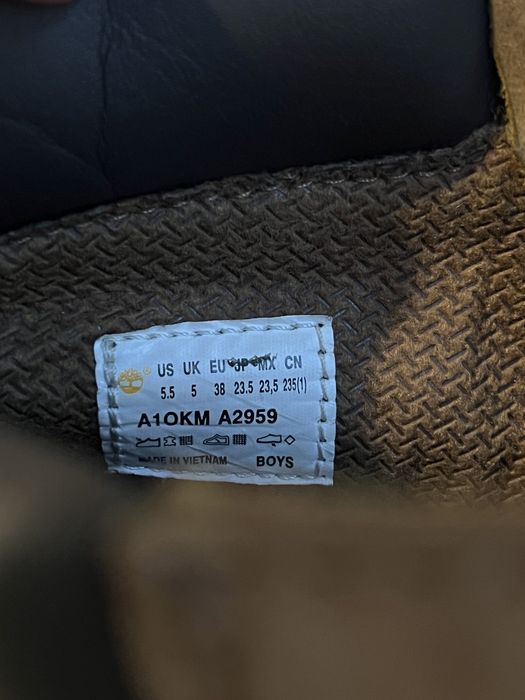 US UK EU JP MX CN
5.5 5 38 23.5 23,5 235(1)
A1OKM A2959
MADE IN VIETNAM BOYS